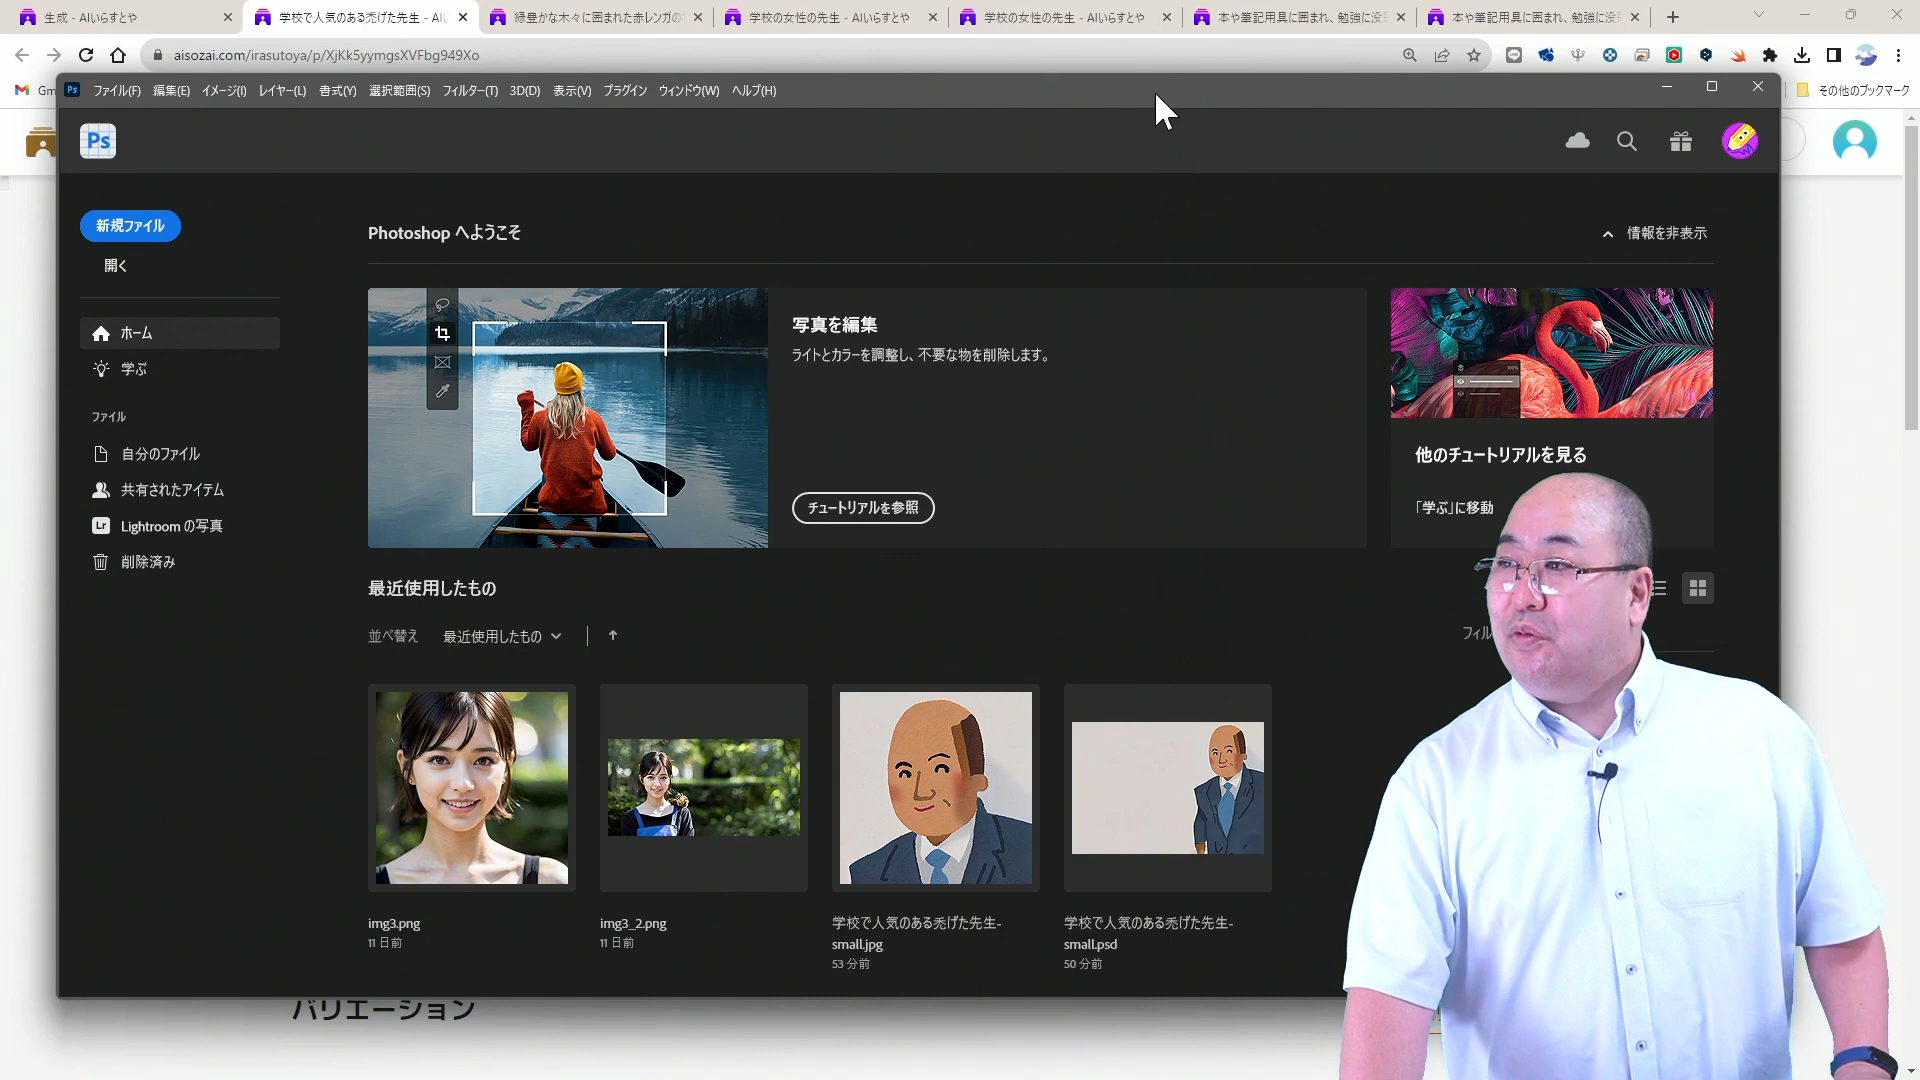 生成 - AIいらすとや
学校で人気のある禿げた先生 - AIい
緑豊かな木々に囲まれた赤レンガの
学校の女性の先生 - AIいらすとや
学校の女性の先生 - AIいらすとや
本や筆記用具に囲まれ、勉強に没
本や筆記用具に囲まれ、勉強に没
aisozai.com/irasutoya/p/XjKk5yymgsXVFbg949Xo
Gm
その他のブックマーク
Ps
ファイル(F) 編集(E) イメージ(I) レイヤー(L) 書式(Y) 選択範囲(S) フィルター(T) 3D(D) 表示(V) プラグイン ウィンドウ(W) ヘルプ(H)
Ps
新規ファイル
開く
ホーム
学ぶ
ファイル
自分のファイル
共有されたアイテム
Lr Lightroom の写真
削除済み
Photoshop へようこそ
情報を非表示
写真を編集
ライトとカラーを調整し、不要な物を削除します。
チュートリアルを参照
他のチュートリアルを見る
「学ぶ」に移動
最近使用したもの
並べ替え 最近使用したもの
フィル
img3.png
11 日前
img3_2.png
11 日前
学校で人気のある禿げた先生-
small.jpg
53 分前
学校で人気のある禿げた先生-
small.psd
50 分前
バリエーション